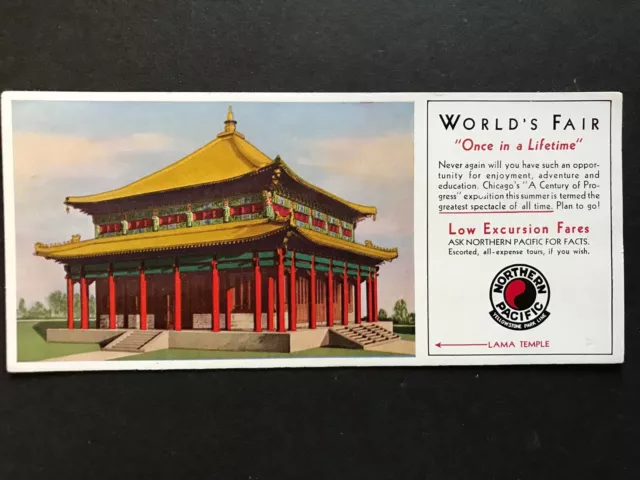 WORLD'S FAIR
"Once in a Lifetime"
Never again will you have such an oppor-
tunity for enjoyment, adventure and
education. Chicago's "A Century of Pro-
gress" exposition this summer is termed the
greatest spectacle of all time. Plan to go!
Low Excursion Fares
ASK NORTHERN PACIFIC FOR FACTS.
Escorted, all-expense tours, if you wish.
NORTHERN
PACIFIC
YELLOWSTONE PARK LINE
LAMA TEMPLE